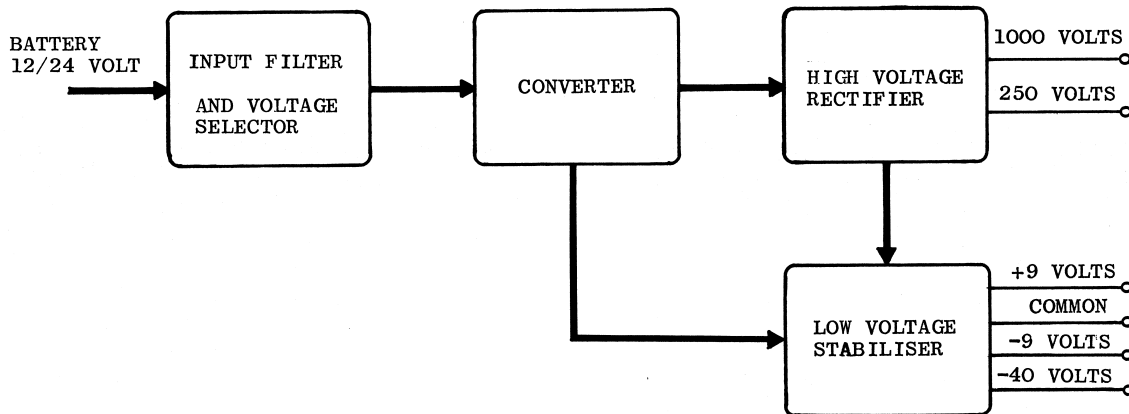 BATTERY
12/24 VOLT
INPUT FILTER
AND VOLTAGE
SELECTOR
CONVERTER
HIGH VOLTAGE
RECTIFIER
1000 VOLTS
250 VOLTS
LOW VOLTAGE
STABILISER
+9 VOLTS
COMMON
-9 VOLTS
-40 VOLTS